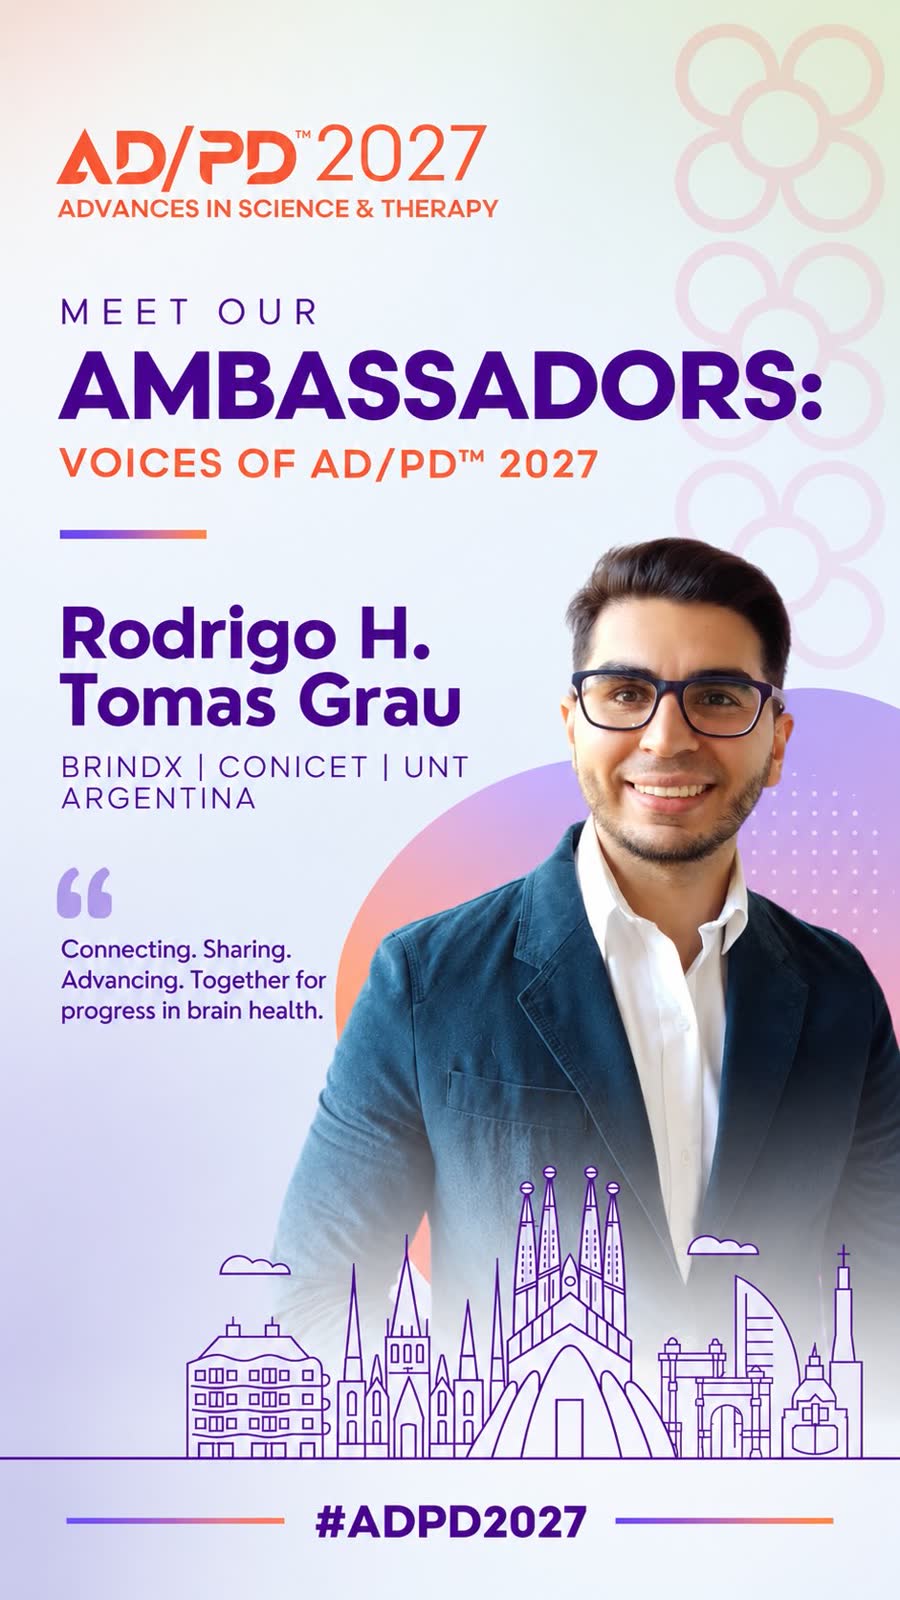 AD/PD™ 2027
ADVANCES IN SCIENCE & THERAPY
MEET OUR
AMBASSADORS:
VOICES OF AD/PD™ 2027
Rodrigo H.
Tomas Grau
BRINDX | CONICET | UNT
ARGENTINA
“
Connecting. Sharing.
Advancing. Together for
progress in brain health.
#ADPD2027